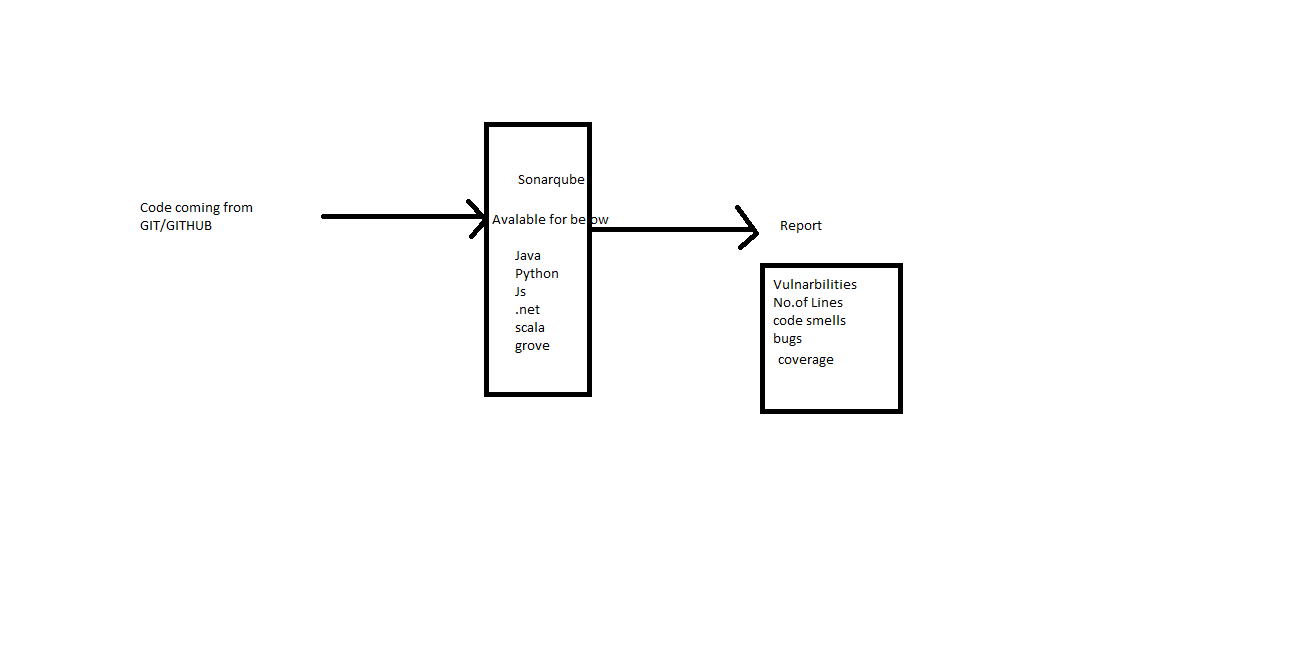 Code coming from
GIT/GITHUB
Sonarqube
Avalable for below
Java
Python
Js
.net
scala
grove
Report
Vulnarbilities
No.of Lines
code smells
bugs
coverage